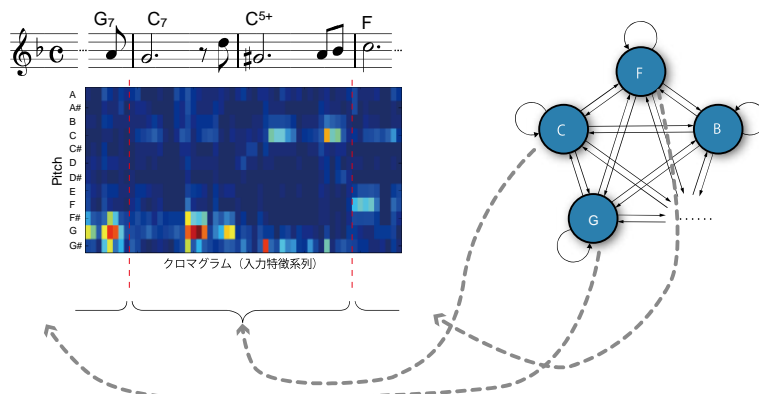 G7 C7 C5+ F
... ...
A
A#
B
C
C#
D
D#
E
F
F#
G
G#
Pitch
クロマグラム（入力特徴系列）
F
C
B
G
......